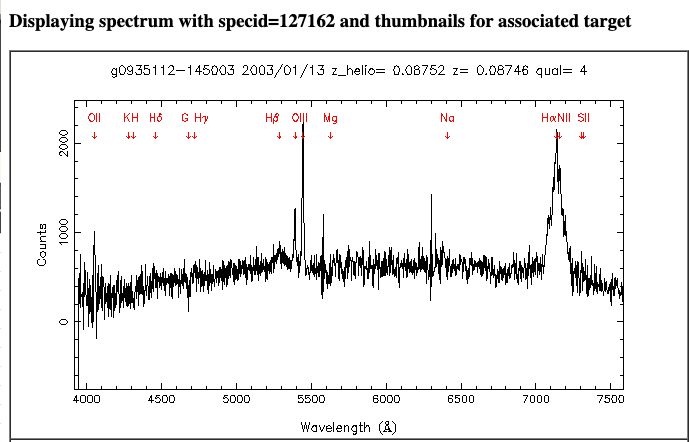 Displaying spectrum with specid=127162 and thumbnails for associated target
g0935112-145003 2003/01/13 z_helio= 0.08752 z= 0.08746 qual= 4
OII KH Hδ G Hγ Hβ OIII Mg Na Hα NII SII
2000
1000
0
Counts
4000 4500 5000 5500 6000 6500 7000 7500
Wavelength (Å)